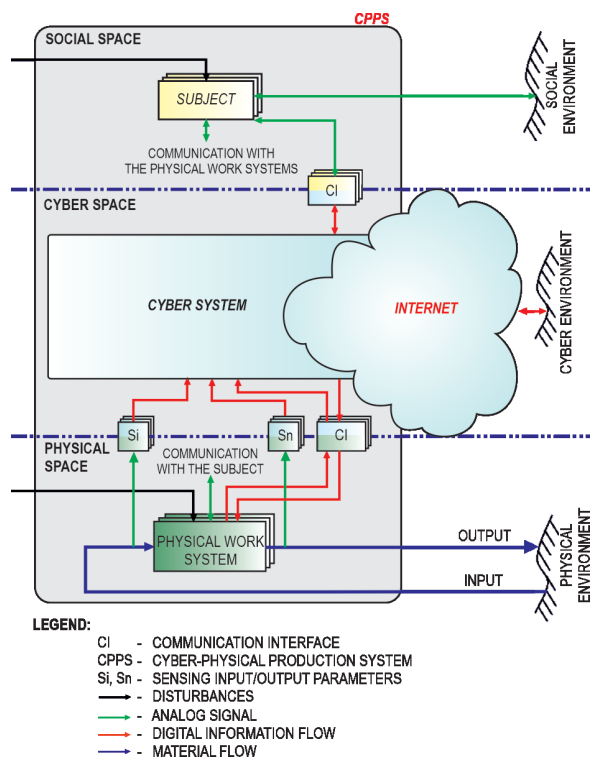 CPPS
SOCIAL SPACE
SUBJECT
SOCIAL
ENVIRONMENT
COMMUNICATION WITH
THE PHYSICAL WORK SYSTEMS
CI
CYBER SPACE
CYBER SYSTEM
INTERNET
CYBER ENVIRONMENT
Si
Sn
CI
PHYSICAL
SPACE
COMMUNICATION
WITH THE SUBJECT
PHYSICAL WORK
SYSTEM
OUTPUT
INPUT
PHYSICAL
ENVIRONMENT
LEGEND:
CI - COMMUNICATION INTERFACE
CPPS - CYBER-PHYSICAL PRODUCTION SYSTEM
Si, Sn - SENSING INPUT/OUTPUT PARAMETERS
- DISTURBANCES
- ANALOG SIGNAL
- DIGITAL INFORMATION FLOW
- MATERIAL FLOW